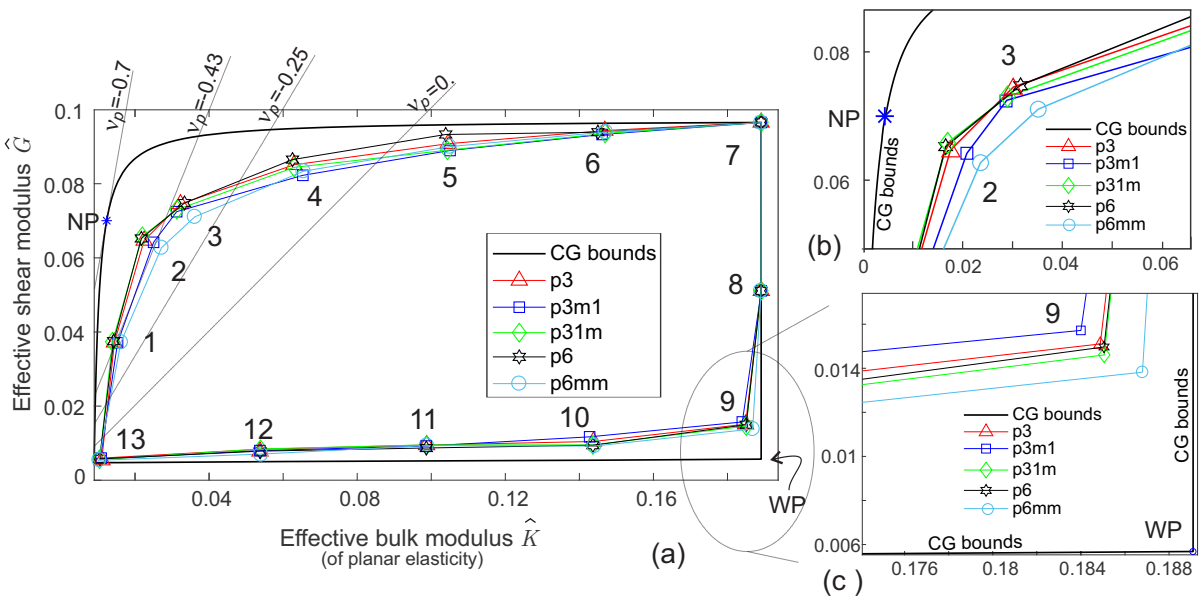 ν_p=-0.7
ν_p=-0.43
ν_p=-0.25
ν_p=0.
0.1
0.08
0.06
0.04
0.02
0
Effective shear modulus Ĝ
NP
1
2
3
4
5
6
7
8
9
10
11
12
13
CG bounds
p3
p3m1
p31m
p6
p6mm
WP
0.04
0.08
0.12
0.16
Effective bulk modulus K̂
(of planar elasticity)
(a)
0.08
0.06
NP
CG bounds
3
2
CG bounds
p3
p3m1
p31m
p6
p6mm
0
0.02
0.04
0.06
(b)
9
0.014
0.01
0.006
CG bounds
p3
p3m1
p31m
p6
p6mm
CG bounds
WP
CG bounds
0.176
0.18
0.184
0.188
(c)